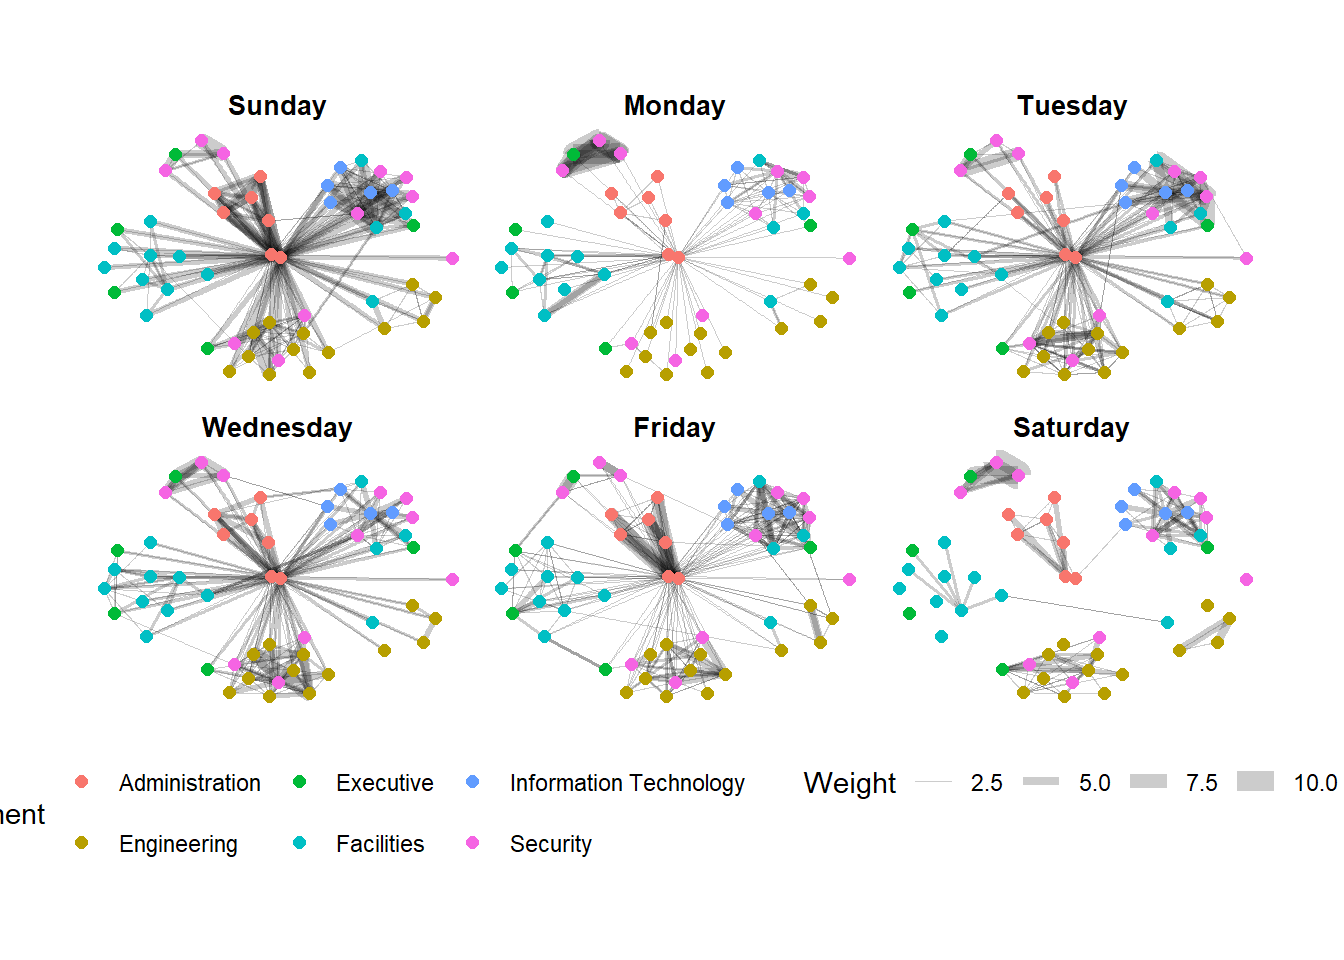 Sunday Monday Tuesday
Wednesday Friday Saturday
Administration Executive Information Technology Weight 2.5 5.0 7.5 10.0
Engineering Facilities Security